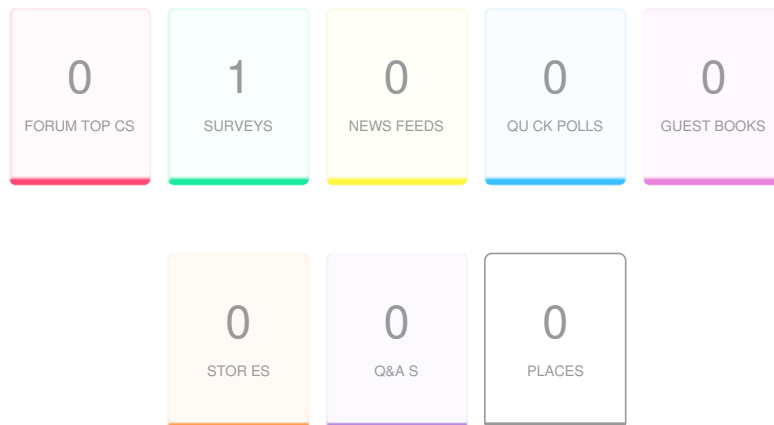 0 1 0 0 0
FORUM TOP CS SURVEYS NEWS FEEDS QU CK POLLS GUEST BOOKS
0 0 0
STOR ES Q&A S PLACES